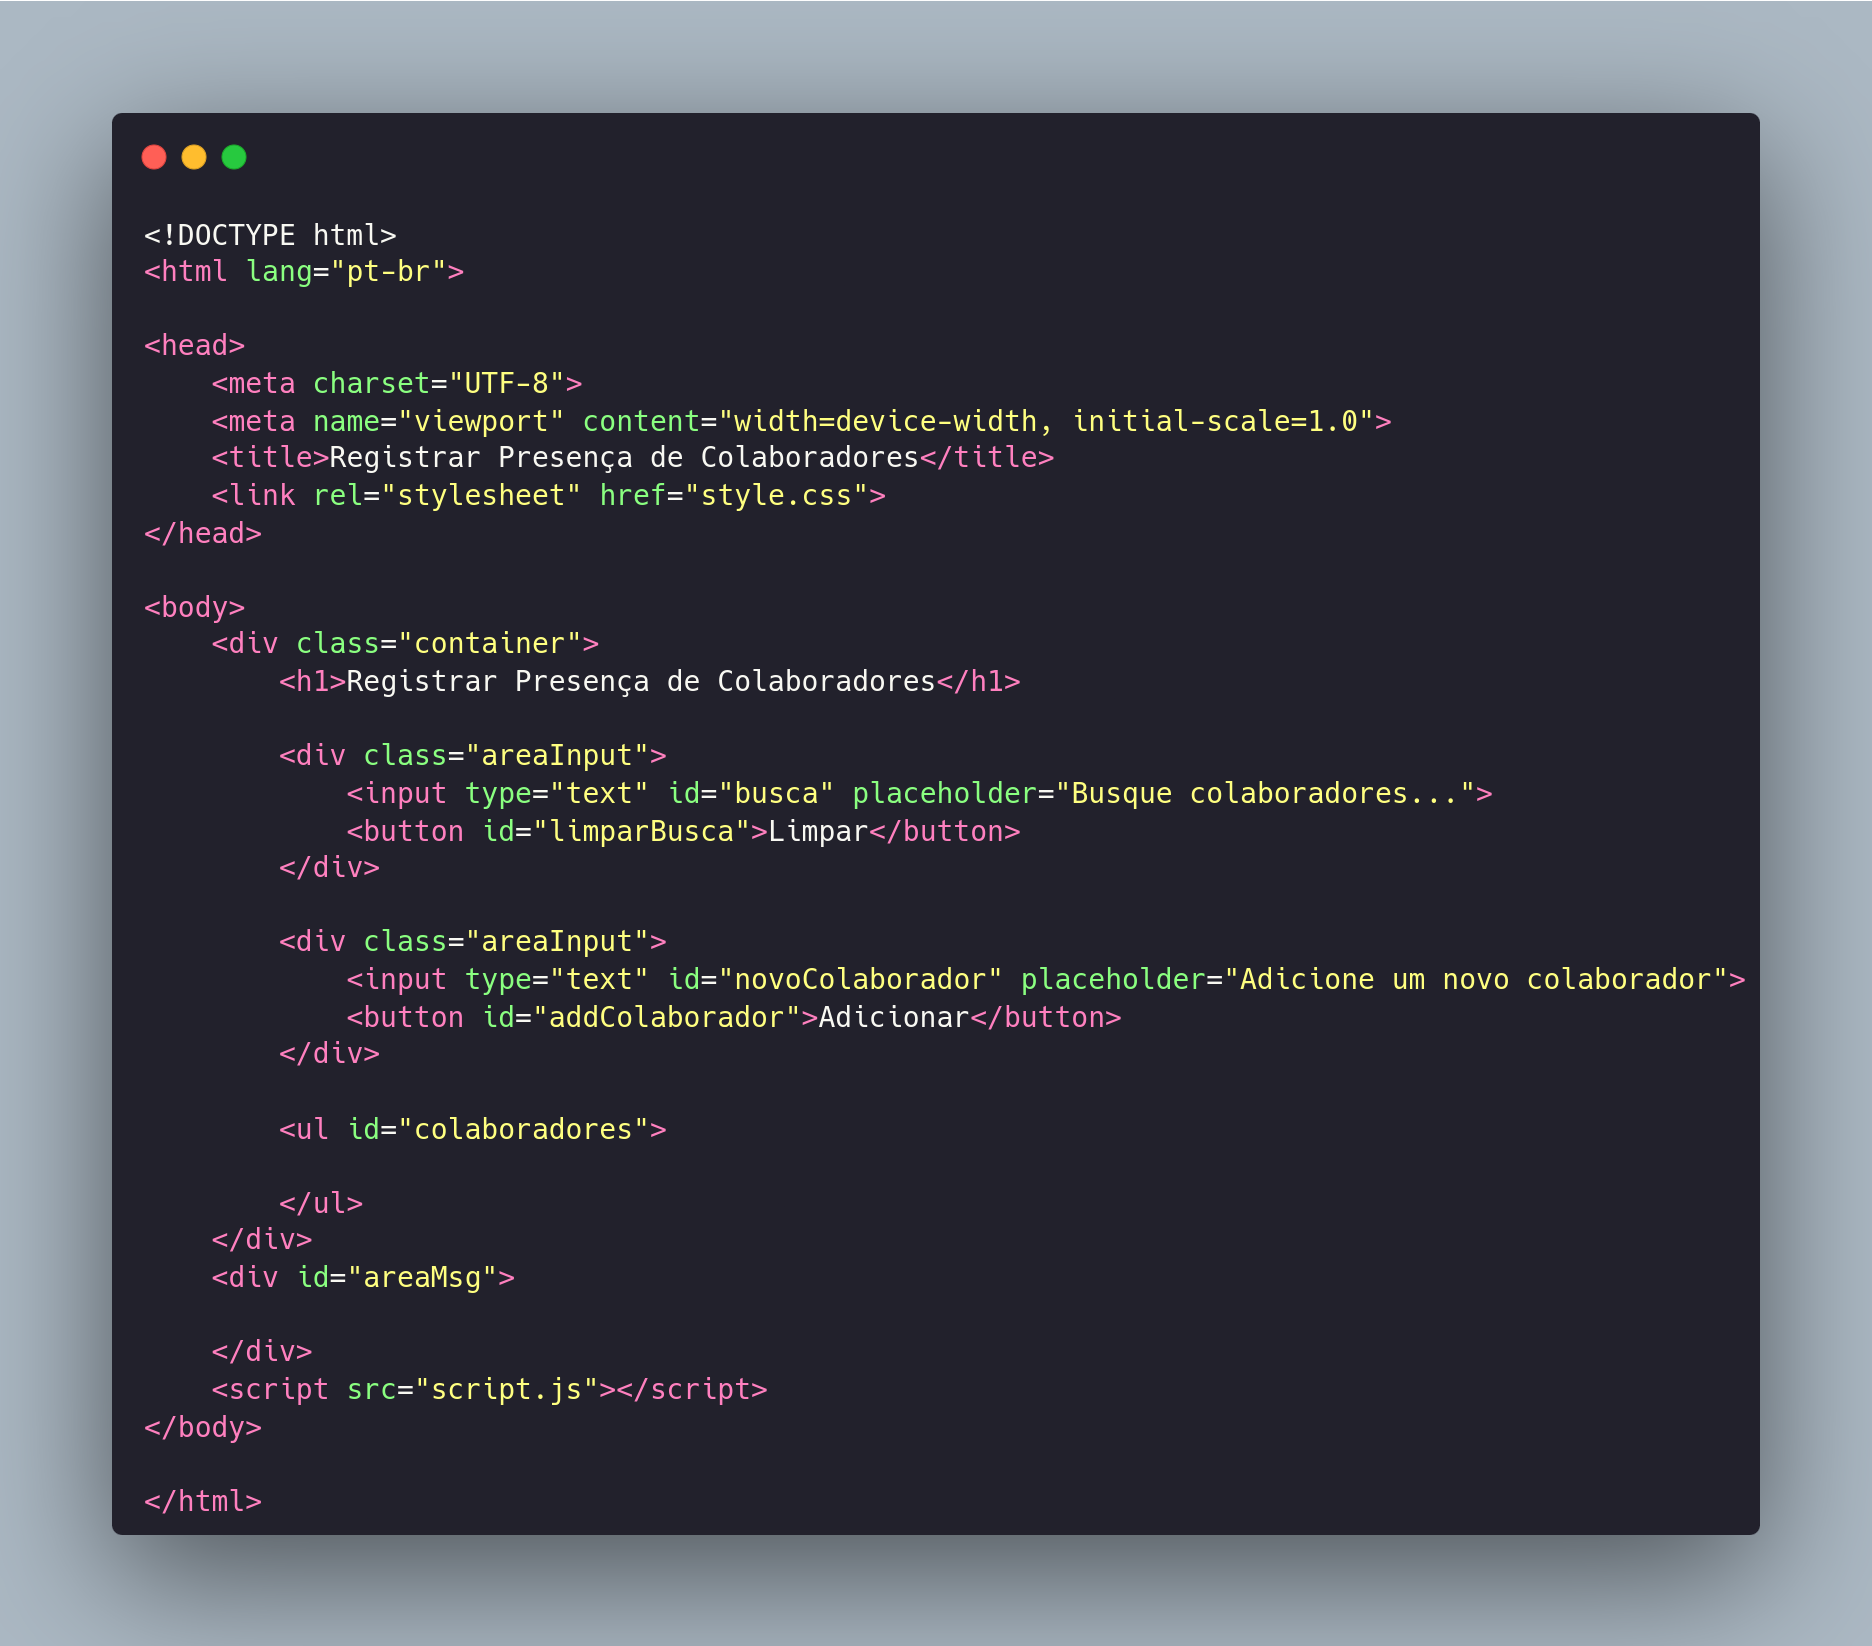 <!DOCTYPE html>
<html lang="pt-br">
<head>
<meta charset="UTF-8">
<meta name="viewport" content="width=device-width, initial-scale=1.0">
<title>Registrar Presença de Colaboradores</title>
<link rel="stylesheet" href="style.css">
</head>
<body>
<div class="container">
<h1>Registrar Presença de Colaboradores</h1>
<div class="areaInput">
<input type="text" id="busca" placeholder="Busque colaboradores...">
<button id="limparBusca">Limpar</button>
</div>
<div class="areaInput">
<input type="text" id="novoColaborador" placeholder="Adicione um novo colaborador">
<button id="addColaborador">Adicionar</button>
</div>
<ul id="colaboradores">
</ul>
</div>
<div id="areaMsg">
</div>
<script src="script.js"></script>
</body>
</html>